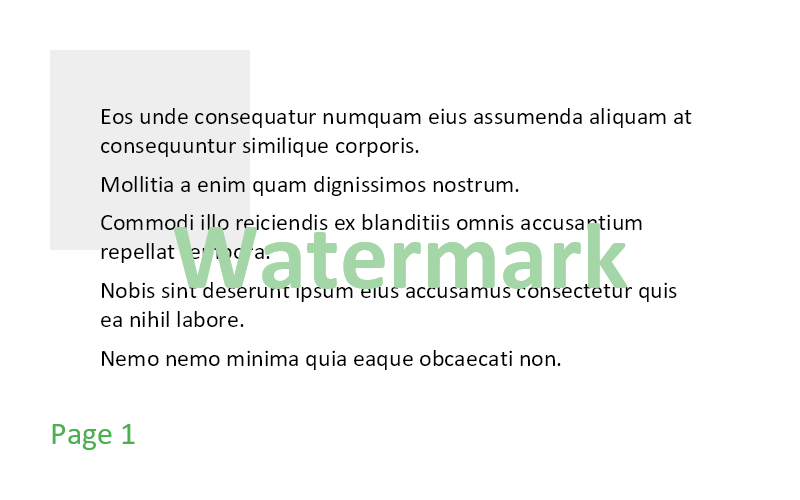 Eos unde consequatur numquam eius assumenda aliquam at
consequuntur similique corporis.
Mollitia a enim quam dignissimos nostrum.
Commodi illo reiciendis ex blanditiis omnis accusantium
repellat tempora.
Watermark
Nobis sint deserunt ipsum eius accusamus consectetur quis
ea nihil labore.
Nemo nemo minima quia eaque obcaecati non.
Page 1